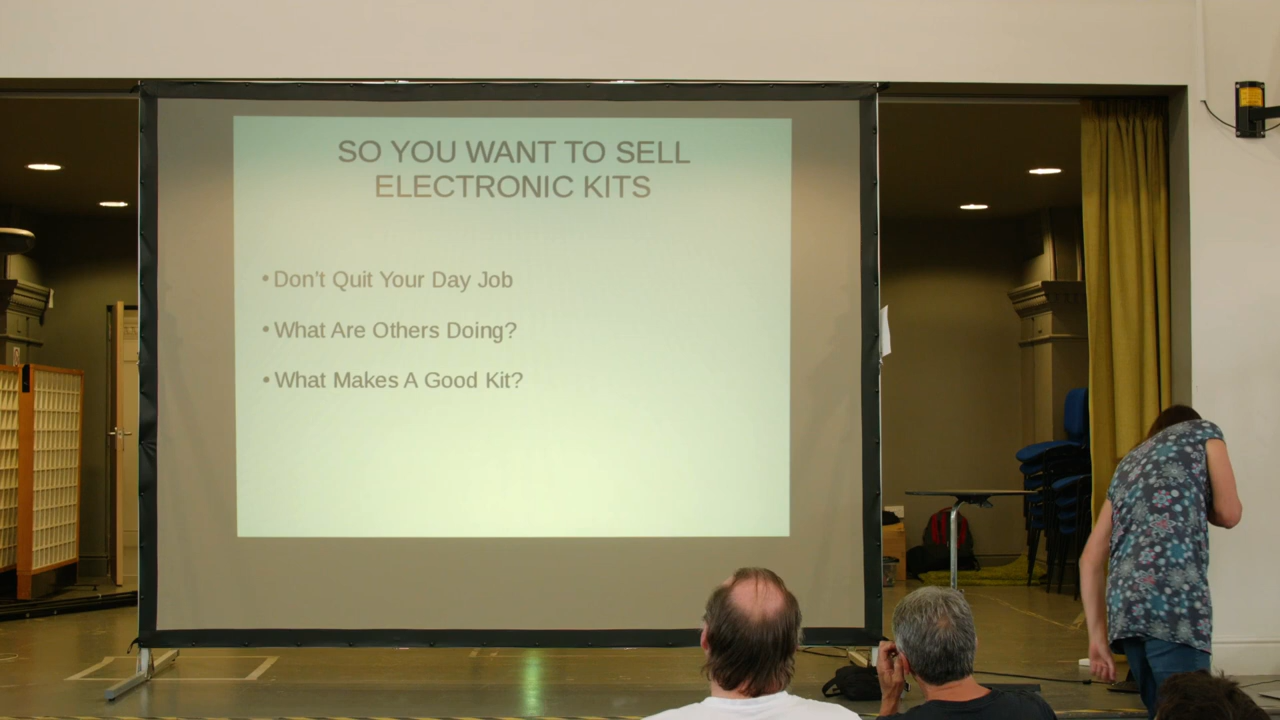 SO YOU WANT TO SELL
ELECTRONIC KITS
• Don't Quit Your Day Job
• What Are Others Doing?
• What Makes A Good Kit?